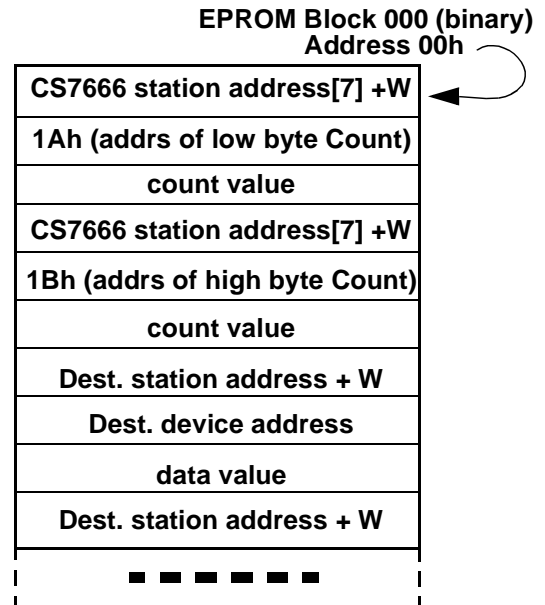 EPROM Block 000 (binary)
Address 00h
CS7666 station address[7] +W
1Ah (addrs of low byte Count)
count value
CS7666 station address[7] +W
1Bh (addrs of high byte Count)
count value
Dest. station address + W
Dest. device address
data value
Dest. station address + W